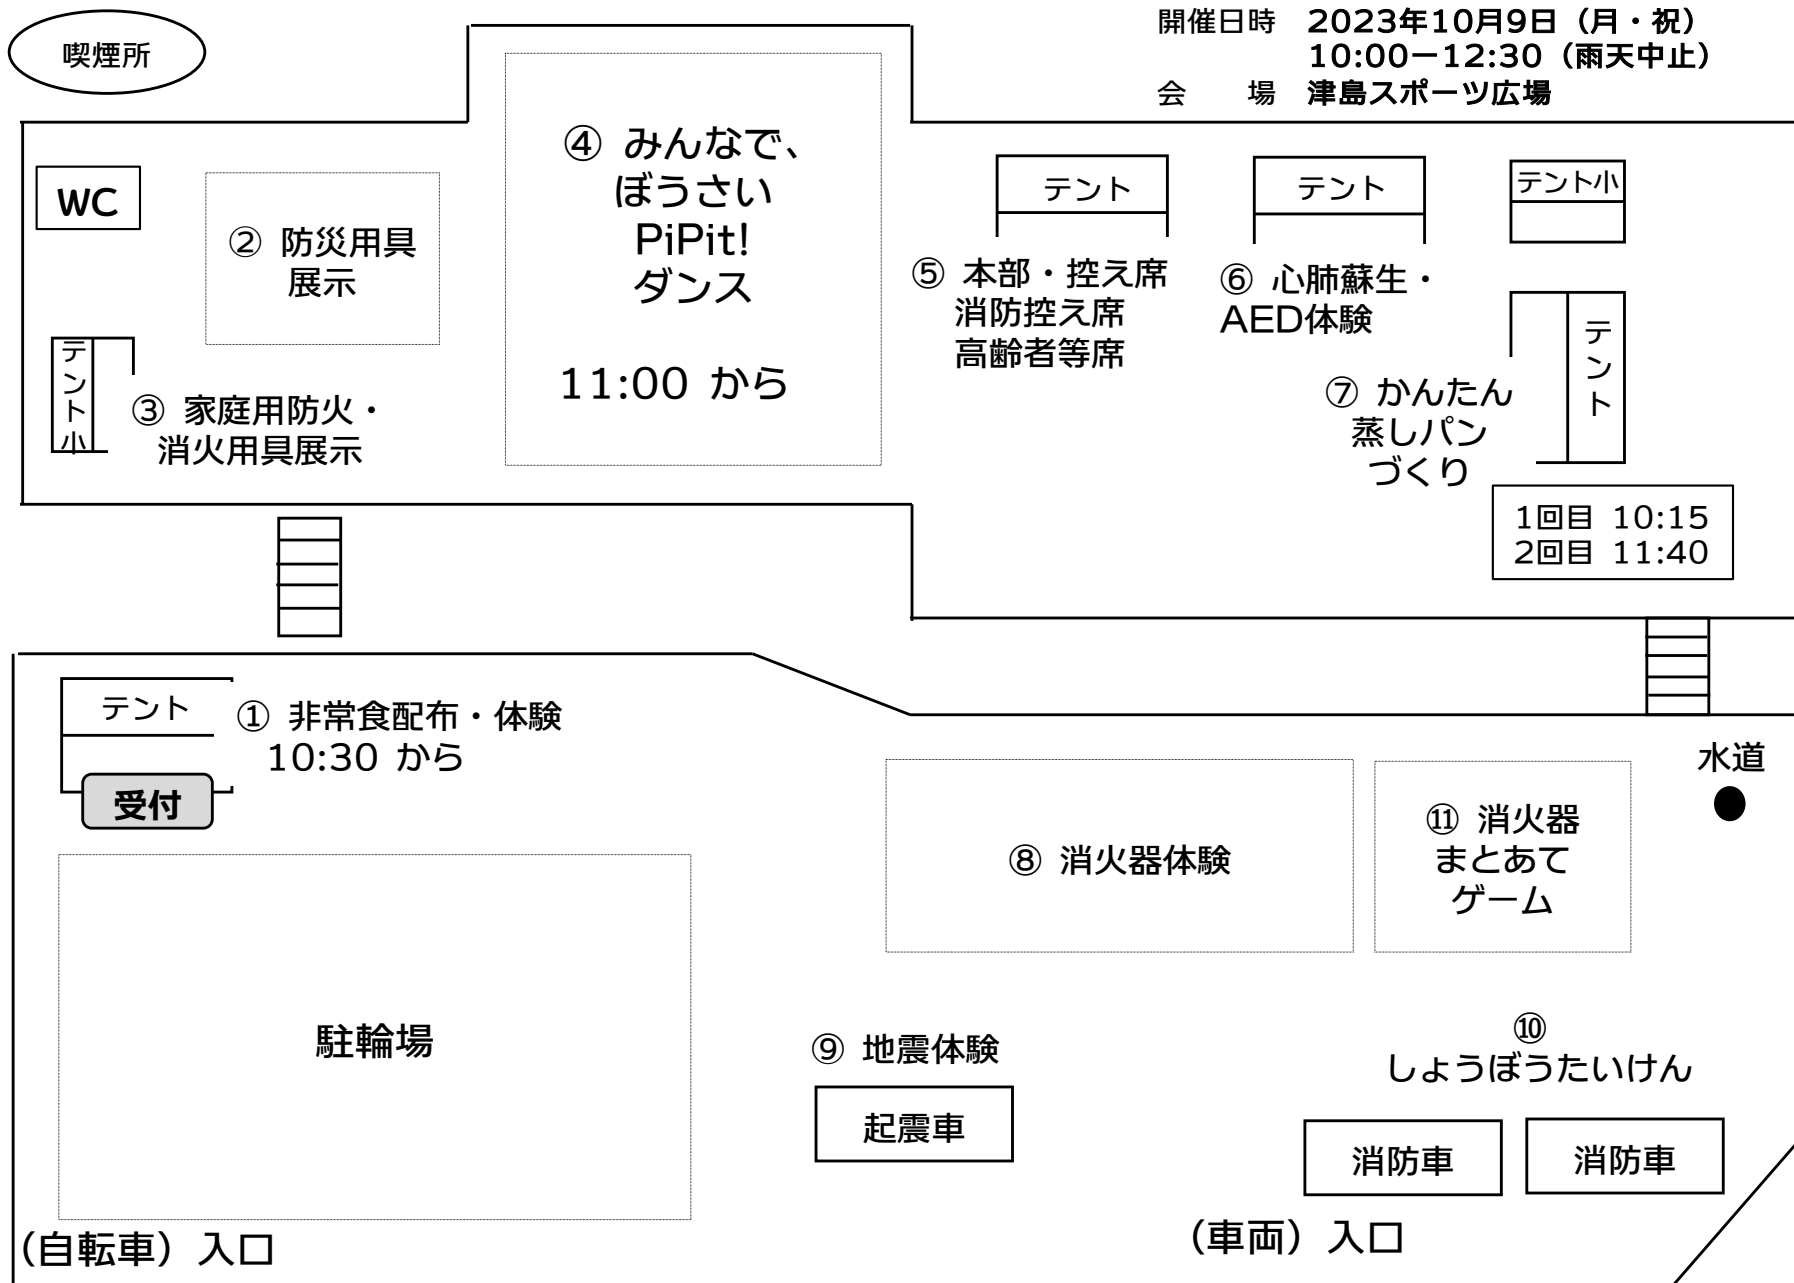 喫煙所
開催日時 2023年10月9日（月・祝）
10:00ー12:30（雨天中止）
会 場 津島スポーツ広場
WC
② 防災用具
展示
テント小
③ 家庭用防火・
消火用具展示
④ みんなで、
ぼうさい
PiPit!
ダンス
11:00 から
テント
⑤ 本部・控え席
消防控え席
高齢者等席
テント
⑥ 心肺蘇生・
AED体験
テント小
テント
⑦ かんたん
蒸しパン
づくり
1回目 10:15
2回目 11:40
テント
① 非常食配布・体験
10:30 から
受付
駐輪場
⑧ 消火器体験
⑪ 消火器
まとあて
ゲーム
水道
⑨ 地震体験
起震車
⑩
しょうぼうたいけん
消防車
消防車
（自転車）入口
（車両）入口